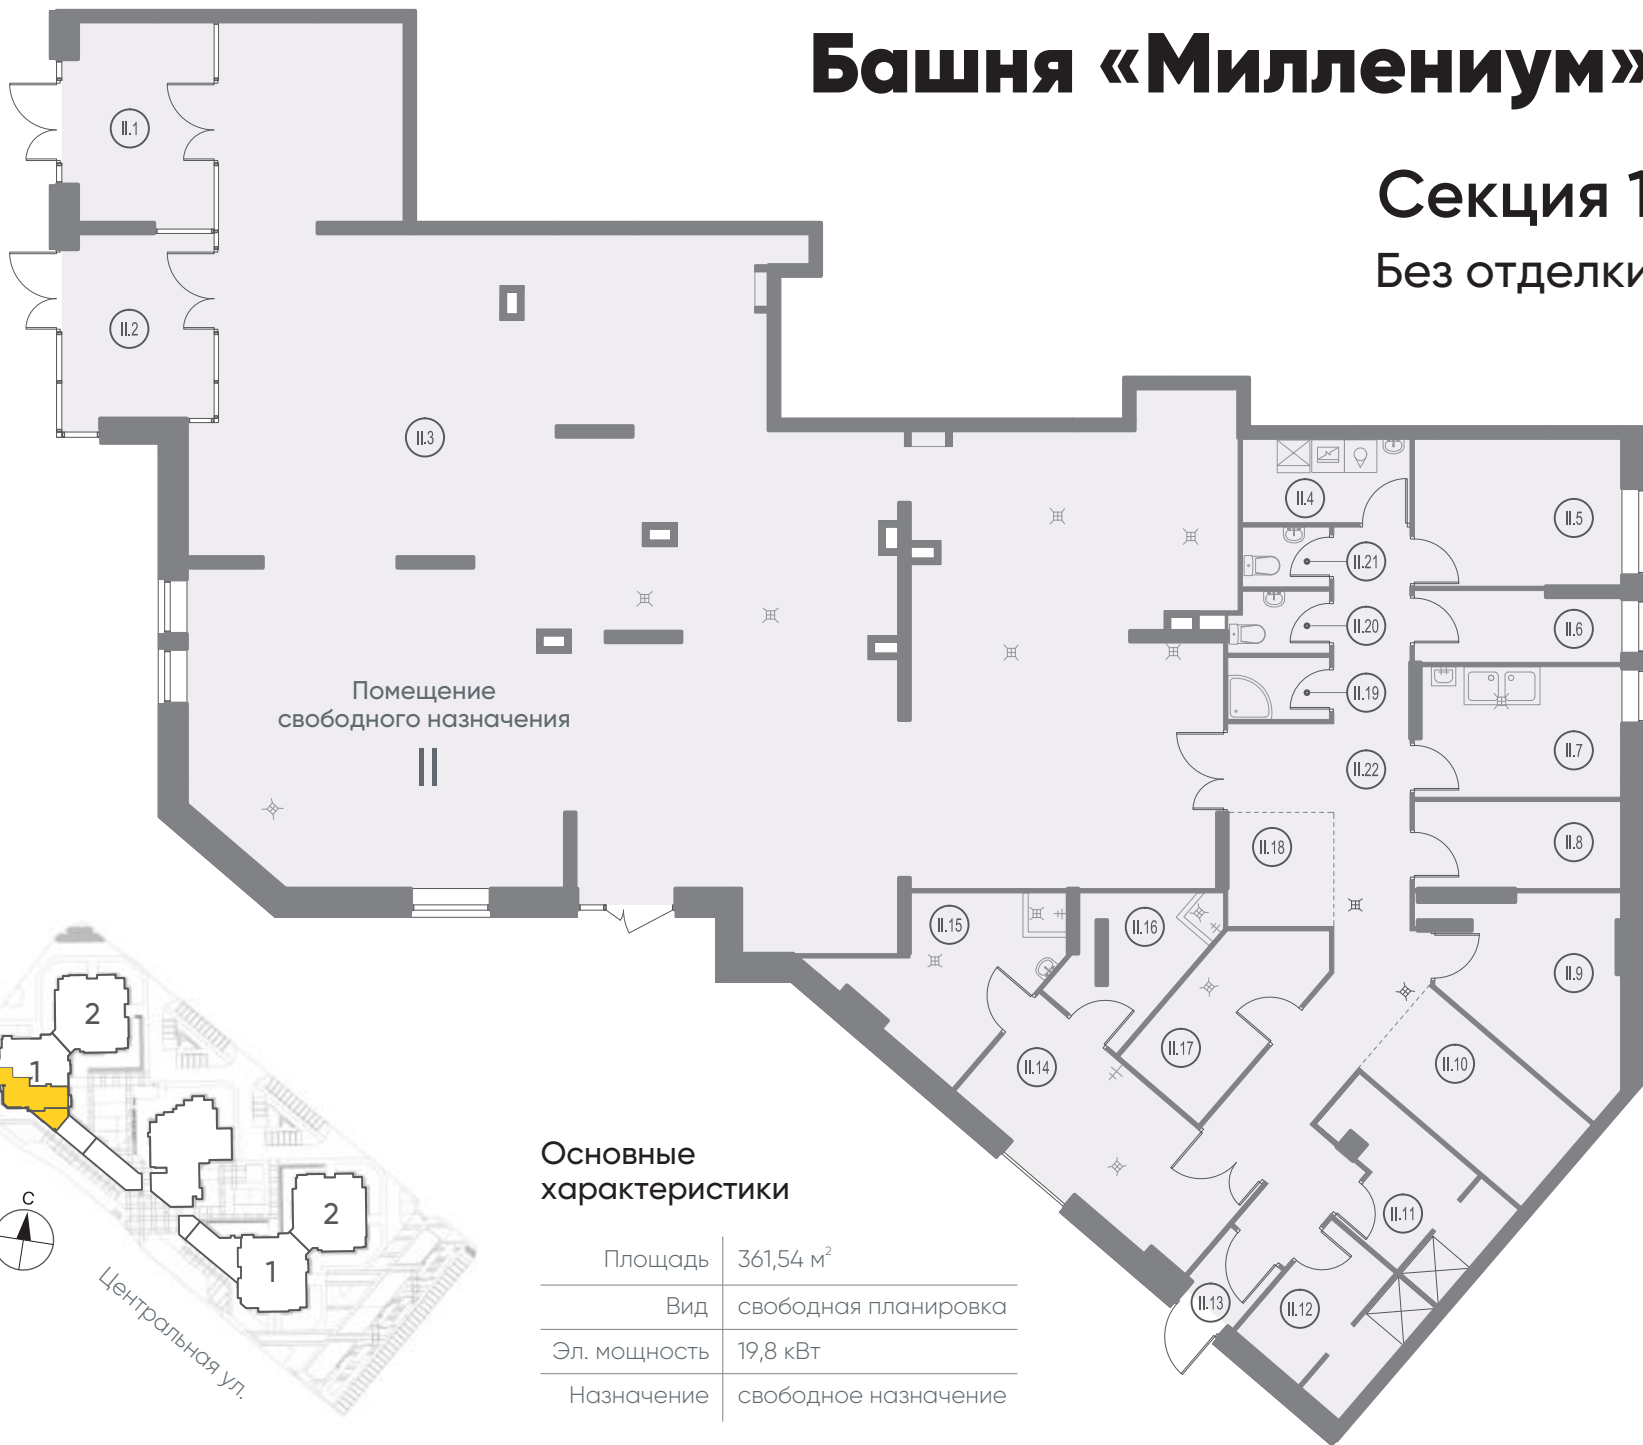 Башня «Миллениум»
Секция 1
Без отделки
II.1
II.2
II.3
II.4
II.5
II.21
II.20
II.6
II.19
II.7
II.22
II.8
II.18
II.15
II.16
II.9
II.17
II.14
II.10
II.11
II.13
II.12
Помещение
свободного назначения
II
2
1
2
1
С
Центральная ул.
Основные
характеристики
Площадь 361,54 м²
Вид свободная планировка
Эл. мощность 19,8 кВт
Назначение свободное назначение